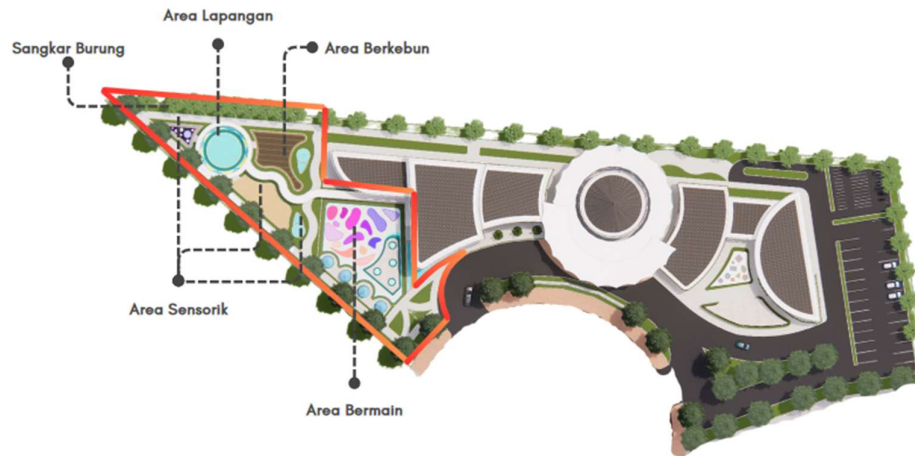 Area Lapangan
Sangkar Burung
Area Berkebun
Area Sensorik
Area Bermain